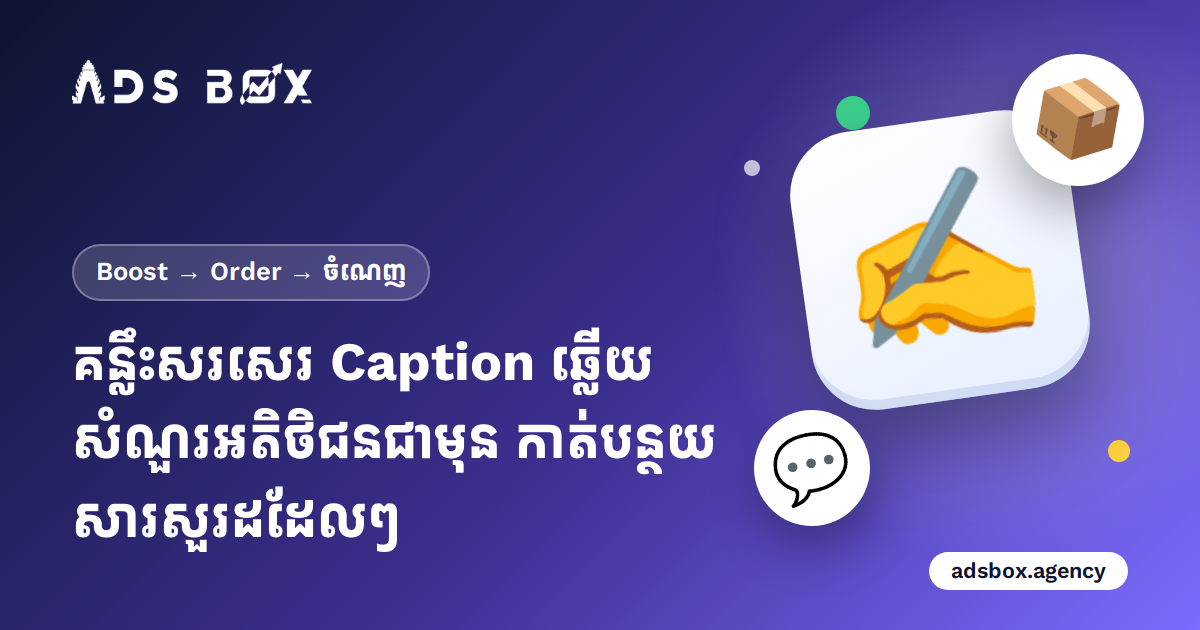 ADS BOX
Boost → Order → ចំណេញ
គន្លឹះសរសេរ Caption ឆ្លើយ
សំណួរអតិថិជនជាមុន កាត់បន្ថយ
សារសួរដដែលៗ
adsbox.agency